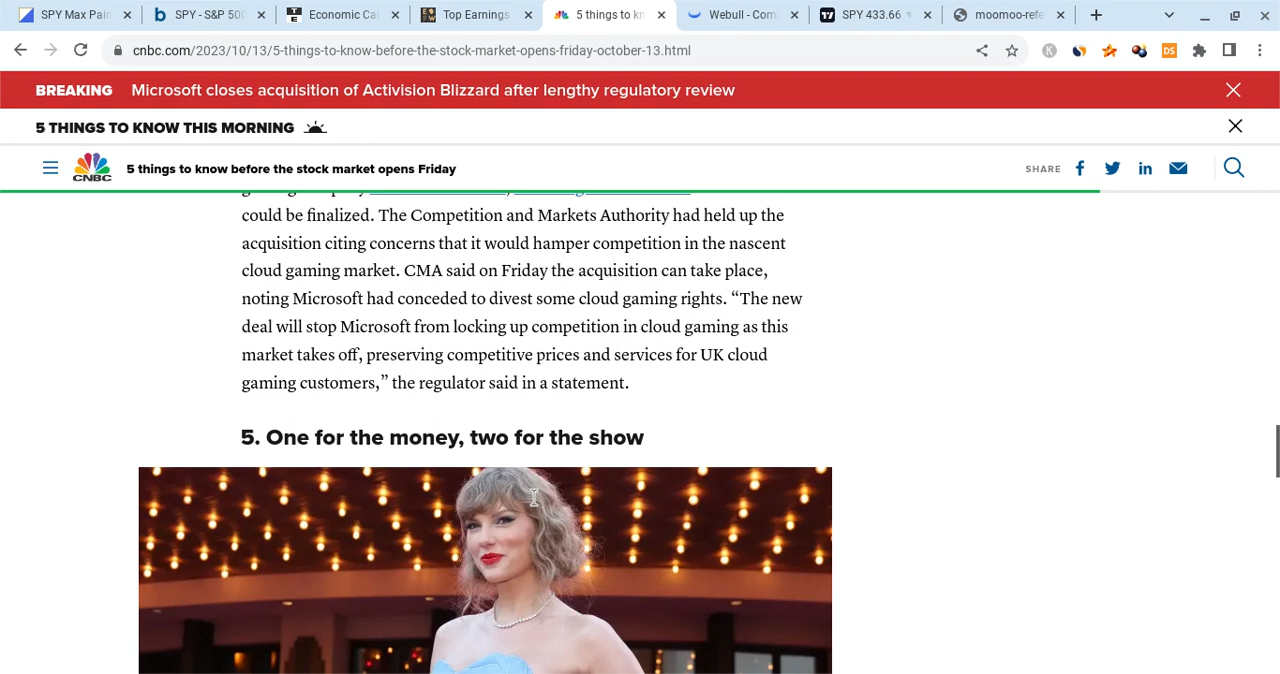 SPY Max Pain
SPY - S&P 500
Economic Cal
Top Earnings
5 things to kn
Webull - Com
SPY 433.66
moomoo-refe
cnbc.com/2023/10/13/5-things-to-know-before-the-stock-market-opens-friday-october-13.html
K
DS
BREAKING Microsoft closes acquisition of Activision Blizzard after lengthy regulatory review
5 THINGS TO KNOW THIS MORNING
CNBC
5 things to know before the stock market opens Friday
SHARE
could be finalized. The Competition and Markets Authority had held up the
acquisition citing concerns that it would hamper competition in the nascent
cloud gaming market. CMA said on Friday the acquisition can take place,
noting Microsoft had conceded to divest some cloud gaming rights. “The new
deal will stop Microsoft from locking up competition in cloud gaming as this
market takes off, preserving competitive prices and services for UK cloud
gaming customers,” the regulator said in a statement.
5. One for the money, two for the show